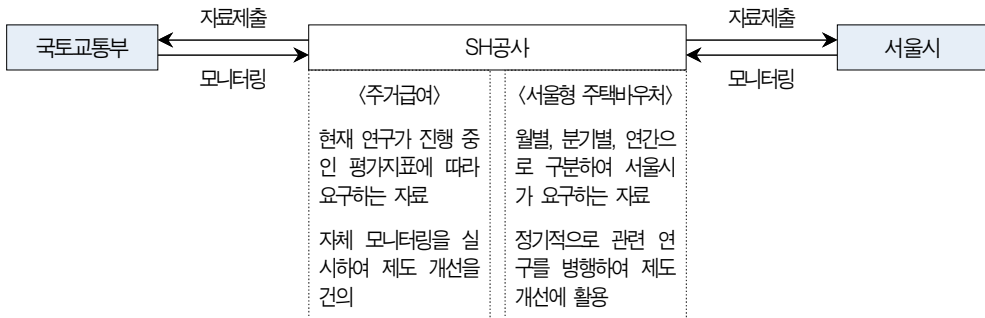 자료제출
자료제출
국토교통부
SH공사
서울시
모니터링
모니터링
〈주거급여〉
현재 연구가 진행 중
인 평가지표에 따라
요구하는 자료
자체 모니터링을 실
시하여 제도 개선을
건의
〈서울형 주택바우처〉
월별, 분기별, 연간으
로 구분하여 서울시
가 요구하는 자료
정기적으로 관련 연
구를 병행하여 제도
개선에 활용